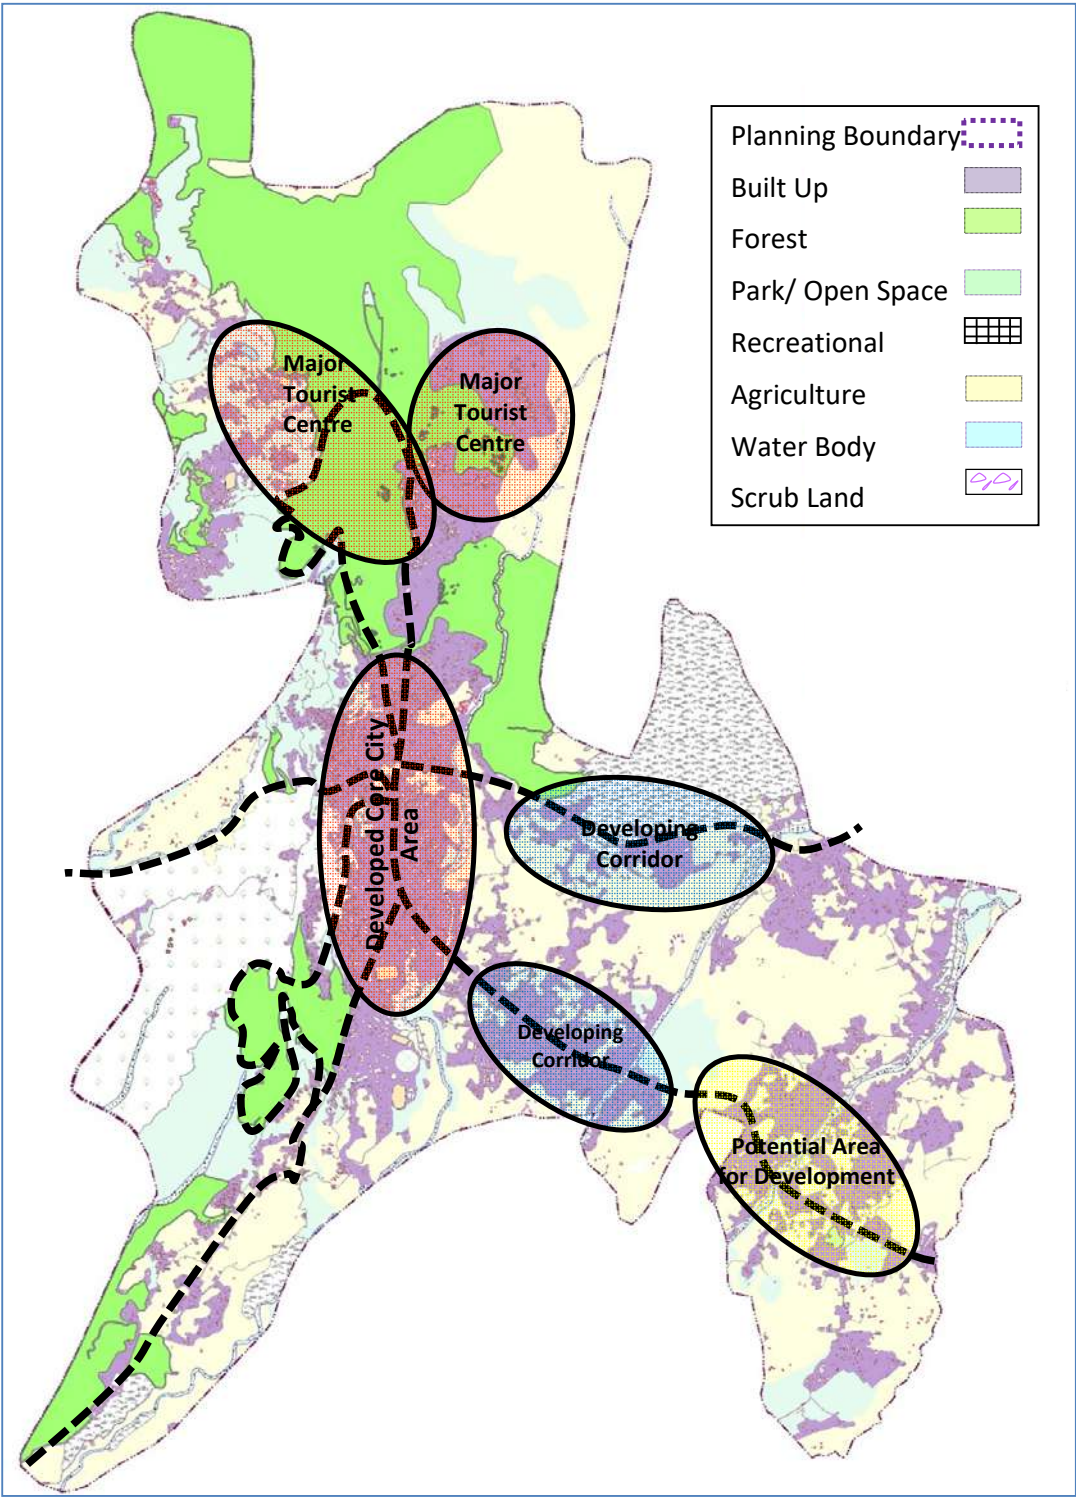 Planning Boundary
Built Up
Forest
Park/ Open Space
Recreational
Agriculture
Water Body
Scrub Land
Major
Tourist
Centre
Major
Tourist
Centre
Developed Core City
Area
Developing
Corridor
Developing
Corridor
Potential Area
for Development